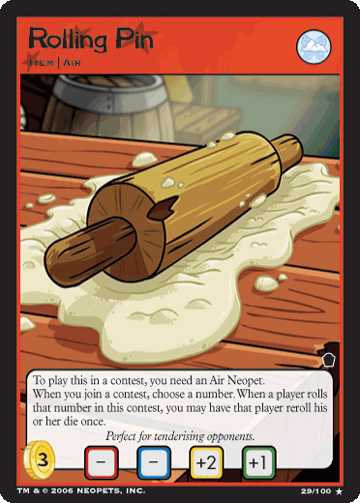 Rolling Pin
Item | Air
To play this in a contest, you need an Air Neopet.
When you join a contest, choose a number. When a player rolls
that number in this contest, you may have that player reroll his
or her die once.
Perfect for tenderising opponents.
3
–
–
+2
+1
TM & © 2006 NEOPETS, INC.
29/100 ★